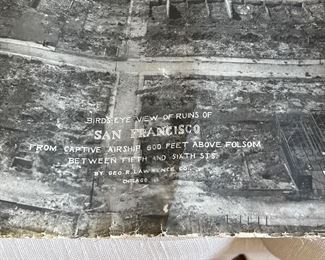 BIRDS-EYE VIEW OF RUINS OF
SAN FRANCISCO
FROM CAPTIVE AIRSHIP 600 FEET ABOVE FOLSOM
BETWEEN FIFTH AND SIXTH STS.
BY GEO. R. LAWRENCE CO.
CHICAGO.